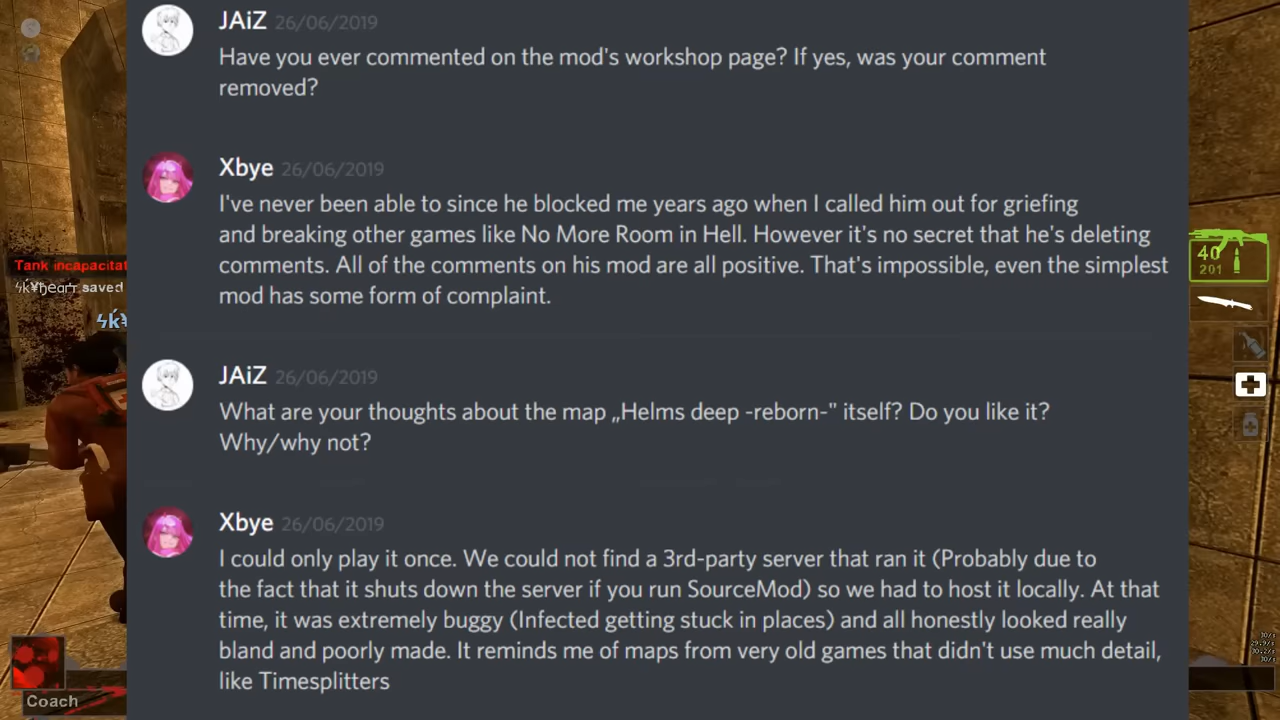 JAiZ 26/06/2019
Have you ever commented on the mod's workshop page? If yes, was your comment
removed?
Xbye 26/06/2019
I've never been able to since he blocked me years ago when I called him out for griefing
and breaking other games like No More Room in Hell. However it's no secret that he's deleting
comments. All of the comments on his mod are all positive. That's impossible, even the simplest
mod has some form of complaint.
Tank incapacitat
saved
40
201
JAiZ 26/06/2019
What are your thoughts about the map „Helms deep -reborn-" itself? Do you like it?
Why/why not?
Xbye 26/06/2019
I could only play it once. We could not find a 3rd-party server that ran it (Probably due to
the fact that it shuts down the server if you run SourceMod) so we had to host it locally. At that
time, it was extremely buggy (Infected getting stuck in places) and all honestly looked really
bland and poorly made. It reminds me of maps from very old games that didn't use much detail,
like Timesplitters
Coach